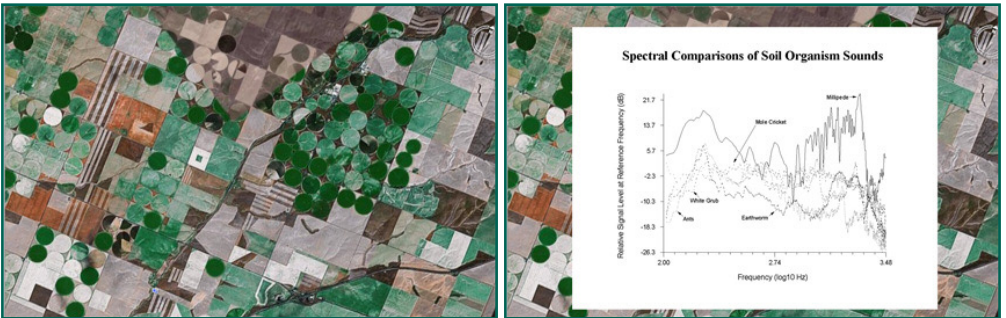 Spectral Comparisons of Soil Organism Sounds
Relative Signal Level at Reference Frequency (dB)
21.7
13.7
5.7
-2.3
-10.3
-18.3
-26.3
Millipede
Mole Cricket
White Grub
Ants
Earthworm
2.00
2.74
3.48
Frequency (log10 Hz)